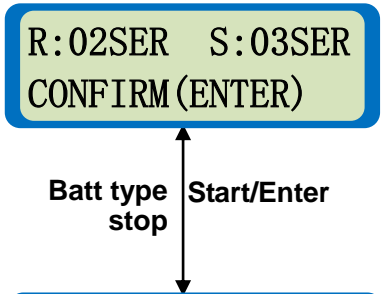 R:02SER S:03SER
CONFIRM(ENTER)
Batt type Start/Enter
stop